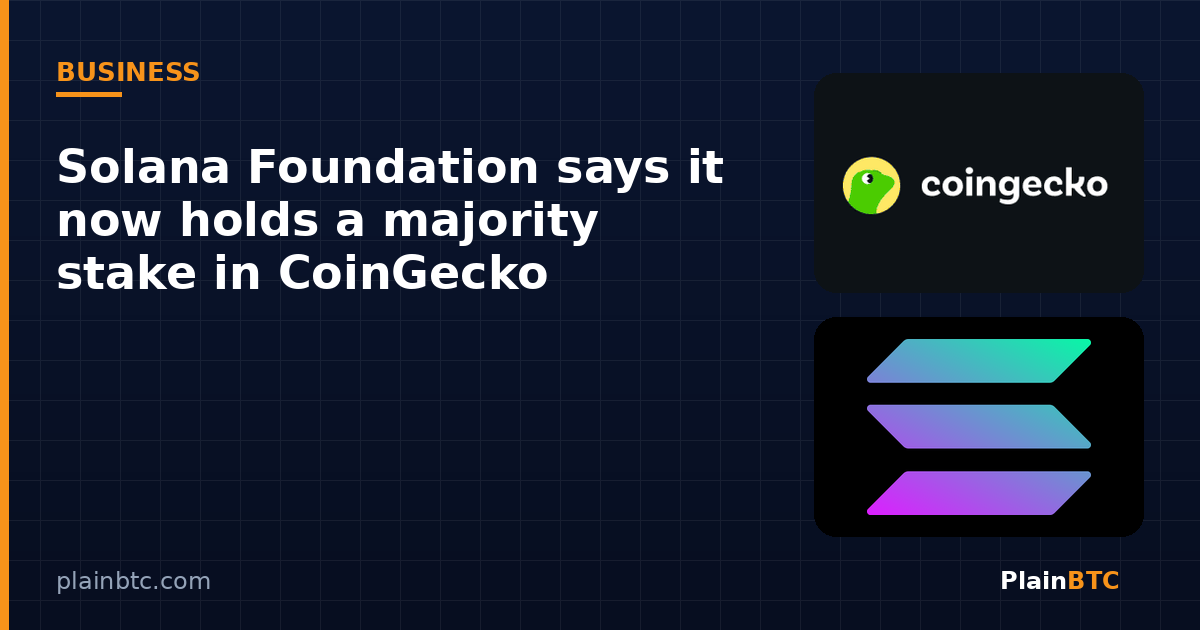 BUSINESS
Solana Foundation says it
now holds a majority
stake in CoinGecko
coingecko
plainbtc.com
PlainBTC